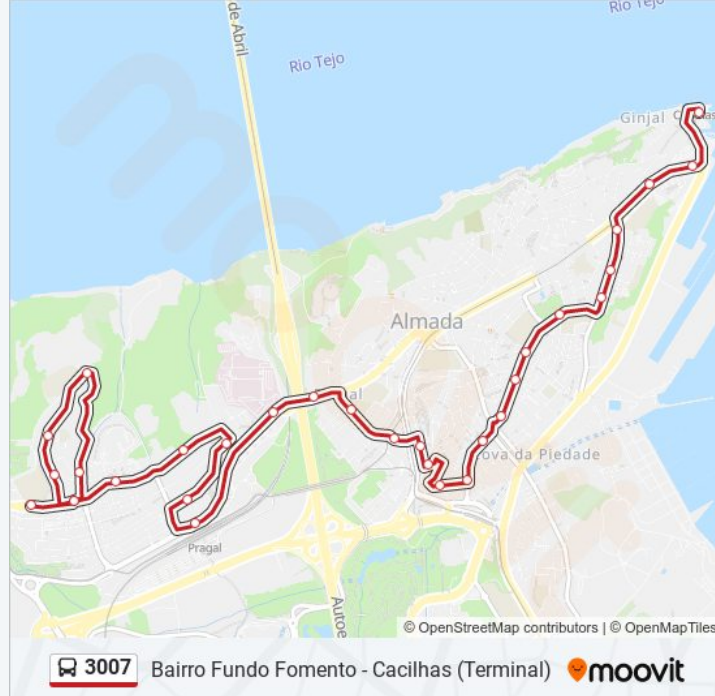 de Abril
Rio Tejo
Rio Tejo
Ginjal
Almada
Cova da Piedade
Pragal
© OpenStreetMap contributors | © OpenMapTiles
3007 Bairro Fundo Fomento - Cacilhas (Terminal) moovit